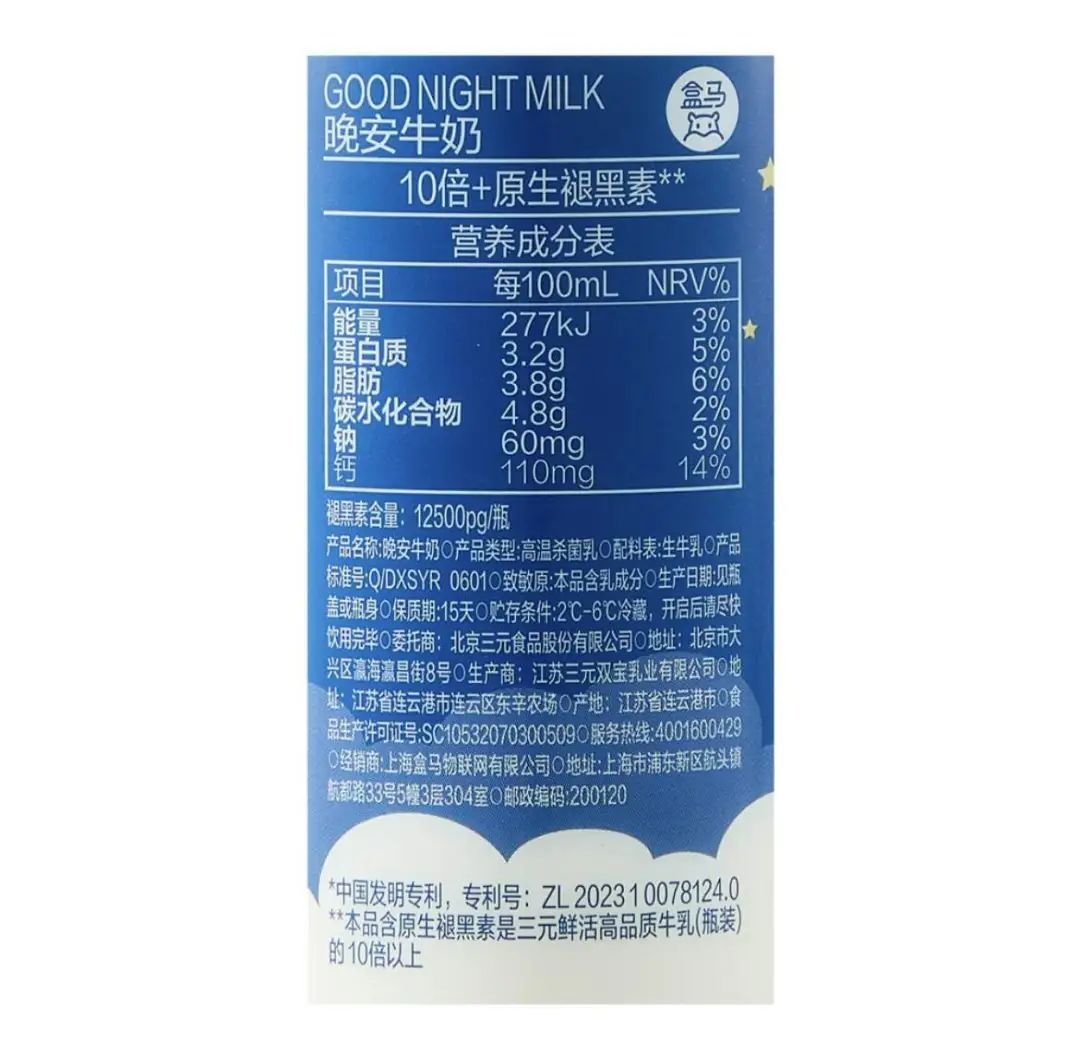 GOOD NIGHT MILK
晚安牛奶
盒马
10倍+原生褪黑素**
营养成分表
项目 每100mL NRV%
能量 277kJ 3%
蛋白质 3.2g 5%
脂肪 3.8g 6%
碳水化合物 4.8g 2%
钠 60mg 3%
钙 110mg 14%
褪黑素含量：12500pg/瓶
产品名称:晚安牛奶○产品类型:高温杀菌乳○配料表:生牛乳○产品
标准号:Q/DXSYR 0601○致敏原:本品含乳成分○生产日期:见瓶
盖或瓶身○保质期:15天○贮存条件:2℃-6℃冷藏，开启后请尽快
饮用完毕○委托商：北京三元食品股份有限公司○地址：北京市大
兴区瀛海瀛昌街8号○生产商：江苏三元双宝乳业有限公司○地
址：江苏省连云港市连云区东辛农场○产地：江苏省连云港市○食
品生产许可证号:SC10532070300509○服务热线:4001600429
○经销商:上海盒马物联网有限公司○地址:上海市浦东新区航头镇
航都路33号5幢3层304室○邮政编码:200120
*中国发明专利，专利号：ZL 2023 1 0078124.0
**本品含原生褪黑素是三元鲜活高品质牛乳(瓶装)
的10倍以上